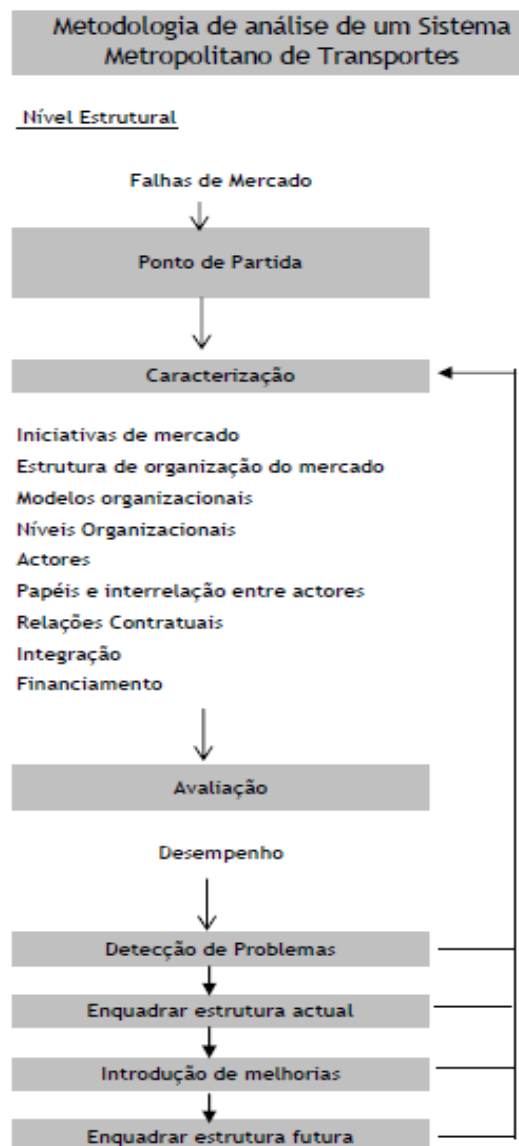 Metodologia de análise de um Sistema
Metropolitano de Transportes
Nível Estrutural
Falhas de Mercado
Ponto de Partida
Caracterização
Iniciativas de mercado
Estrutura de organização do mercado
Modelos organizacionais
Níveis Organizacionais
Actores
Papéis e interrelação entre actores
Relações Contratuais
Integração
Financiamento
Avaliação
Desempenho
Detecção de Problemas
Enquadrar estrutura actual
Introdução de melhorias
Enquadrar estrutura futura